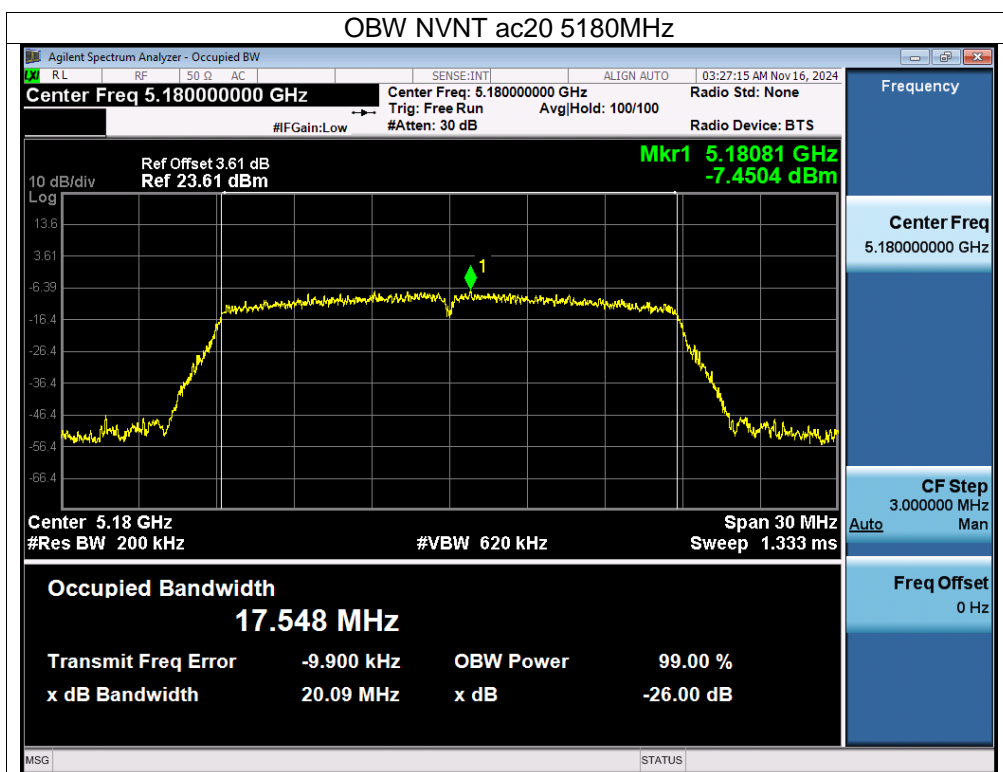 OBW NVNT ac20 5180MHz
Agilent Spectrum Analyzer - Occupied BW
LXI RL RF 50 Ω AC SENSE:INT ALIGN AUTO 03:27:15 AM Nov 16, 2024
Center Freq 5.180000000 GHz
Center Freq: 5.180000000 GHz Radio Std: None
Trig: Free Run Avg|Hold: 100/100
#IFGain:Low #Atten: 30 dB Radio Device: BTS
Mkr1 5.18081 GHz
-7.4504 dBm
Ref Offset 3.61 dB
10 dB/div Ref 23.61 dBm
Log
13.6
3.61
-6.39
-16.4
-26.4
-36.4
-46.4
-56.4
-66.4
1
Center 5.18 GHz Span 30 MHz
#Res BW 200 kHz #VBW 620 kHz Sweep 1.333 ms
Occupied Bandwidth
17.548 MHz
Transmit Freq Error -9.900 kHz OBW Power 99.00 %
x dB Bandwidth 20.09 MHz x dB -26.00 dB
Frequency
Center Freq
5.180000000 GHz
CF Step
3.000000 MHz
Auto Man
Freq Offset
0 Hz
MSG STATUS